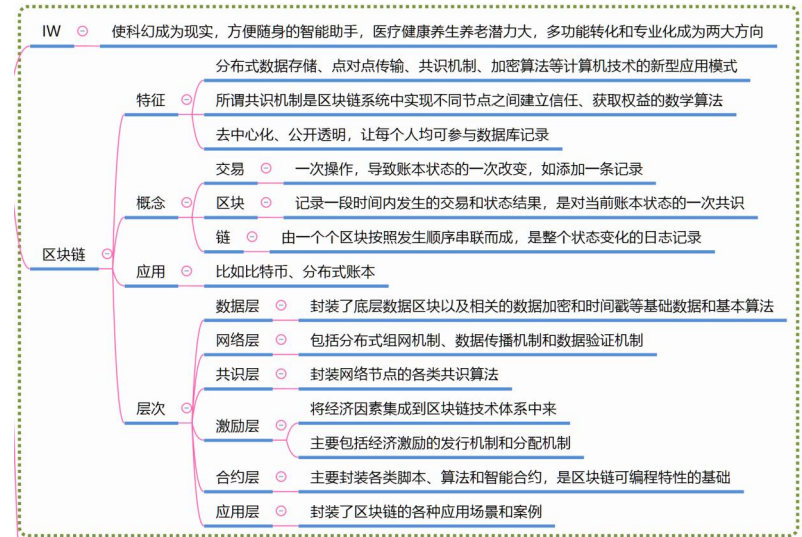 IW 使科幻成为现实，方便随身的智能助手，医疗健康养生养老潜力大，多功能转化和专业化成为两大方向
区块链
特征
分布式数据存储、点对点传输、共识机制、加密算法等计算机技术的新型应用模式
所谓共识机制是区块链系统中实现不同节点之间建立信任、获取权益的数学算法
去中心化、公开透明，让每个人均可参与数据库记录
概念
交易 一次操作，导致账本状态的一次改变，如添加一条记录
区块 记录一段时间内发生的交易和状态结果，是对当前账本状态的一次共识
链 由一个个区块按照发生顺序串联而成，是整个状态变化的日志记录
应用 比如比特币、分布式账本
层次
数据层 封装了底层数据区块以及相关的数据加密和时间戳等基础数据和基本算法
网络层 包括分布式组网机制、数据传播机制和数据验证机制
共识层 封装网络节点的各类共识算法
激励层
将经济因素集成到区块链技术体系中来
主要包括经济激励的发行机制和分配机制
合约层 主要封装各类脚本、算法和智能合约，是区块链可编程特性的基础
应用层 封装了区块链的各种应用场景和案例